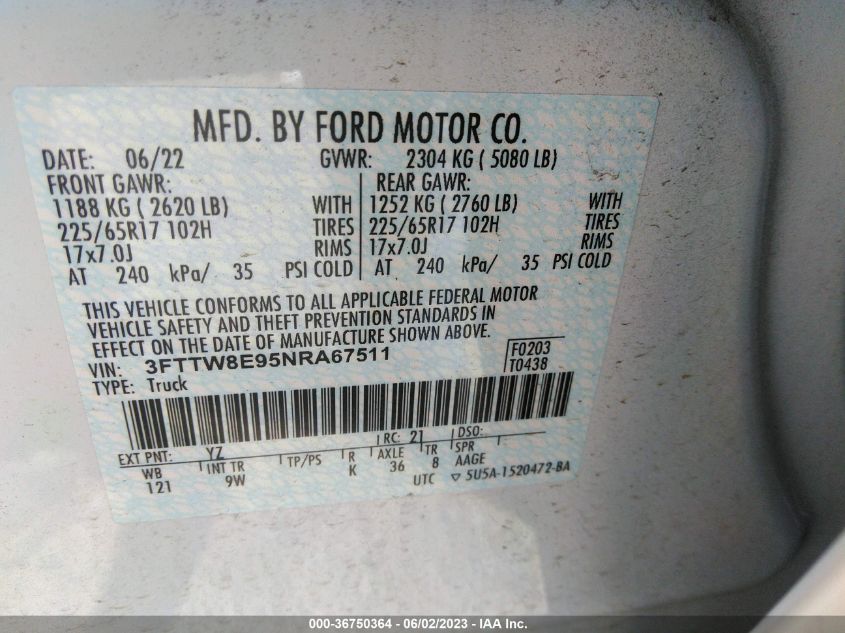 MFD. BY FORD MOTOR CO.
DATE: 06/22 GVWR: 2304 KG ( 5080 LB)
FRONT GAWR: REAR GAWR:
1188 KG ( 2620 LB) WITH 1252 KG ( 2760 LB) WITH
225/65R17 102H TIRES 225/65R17 102H TIRES
17x7.0J RIMS 17x7.0J RIMS
AT 240 kPa/ 35 PSI COLD AT 240 kPa/ 35 PSI COLD
THIS VEHICLE CONFORMS TO ALL APPLICABLE FEDERAL MOTOR
VEHICLE SAFETY AND THEFT PREVENTION STANDARDS IN
EFFECT ON THE DATE OF MANUFACTURE SHOWN ABOVE.
VIN: 3FTTW8E95NRA67511 F0203
TYPE: Truck T0438
EXT PNT: YZ RC: 21 DSO:
WB INT TR TP/PS R AXLE TR SPR
121 9W K 36 8 AAGE
UTC ▽ 5U5A-1520472-BA
000-36750364 - 06/02/2023 - IAA Inc.